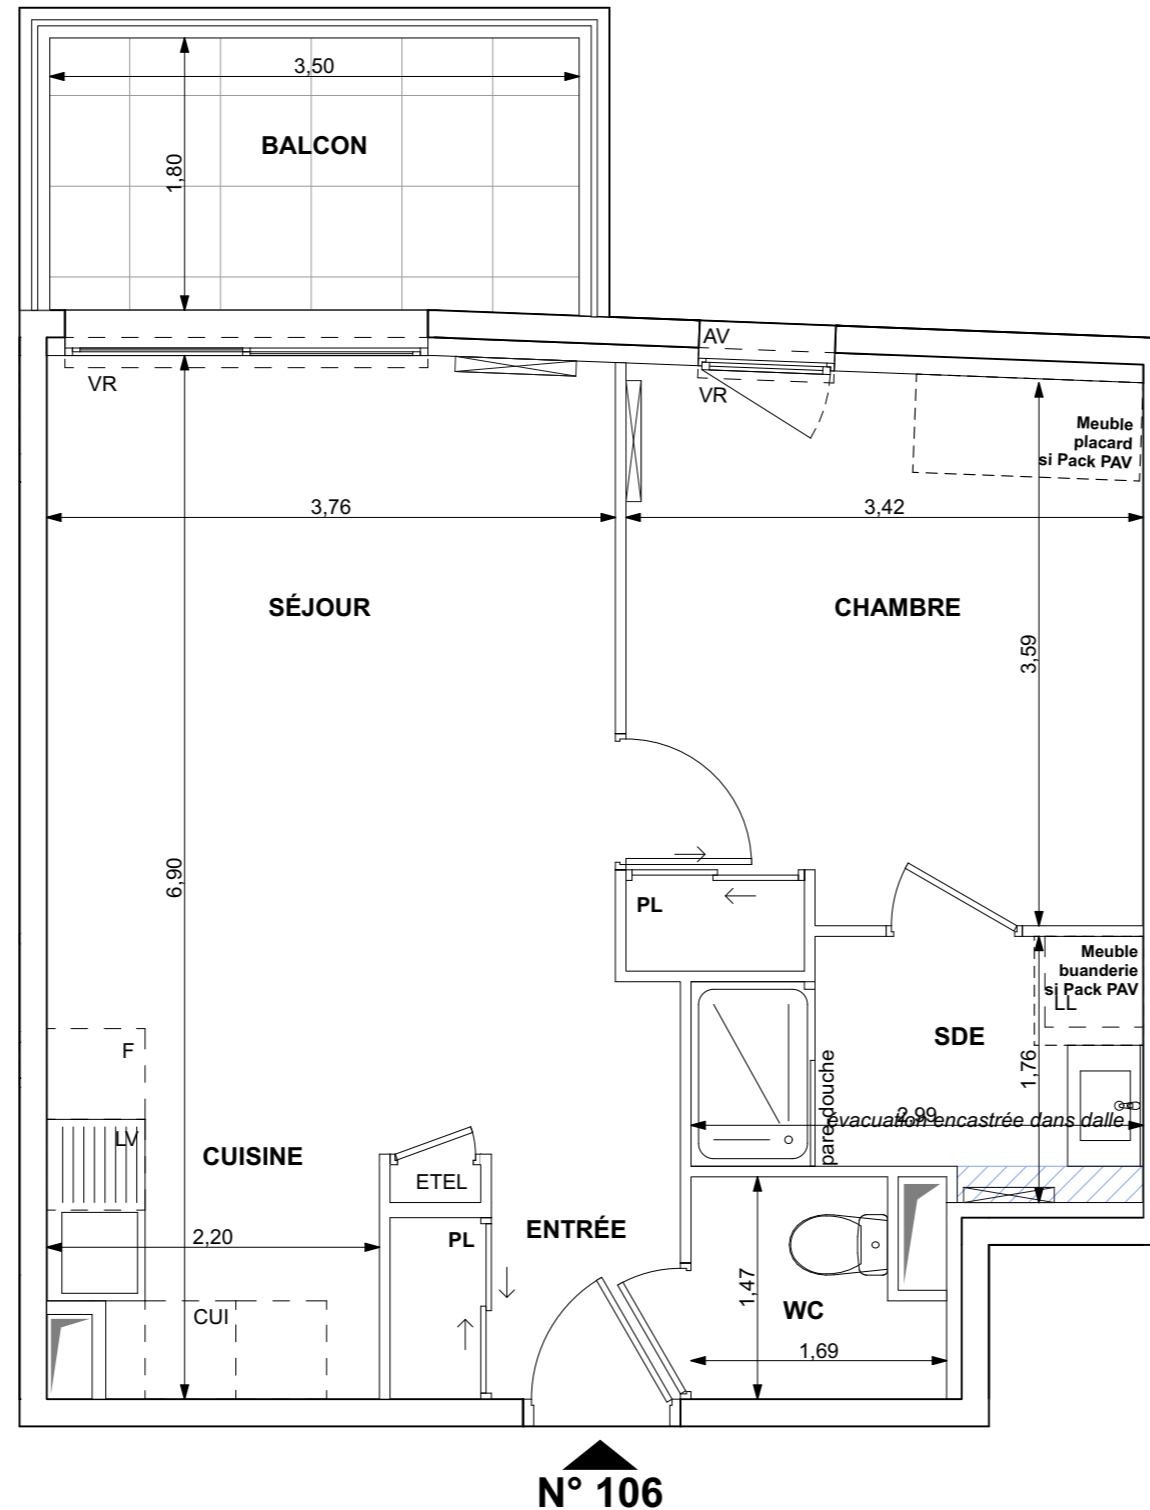 3,50
BALCON
1,80
AV
VR
VR
Meuble
placard
si Pack PAV
3,76
3,42
SÉJOUR
CHAMBRE
3,59
6,90
PL
Meuble
buanderie
si Pack PAV
LL
F
SDE
1,76
pare douche
2,99
évacuation encastrée dans dalle
LV
CUISINE
ETEL
2,20
PL
ENTRÉE
1,47
WC
CUI
1,69
N° 106